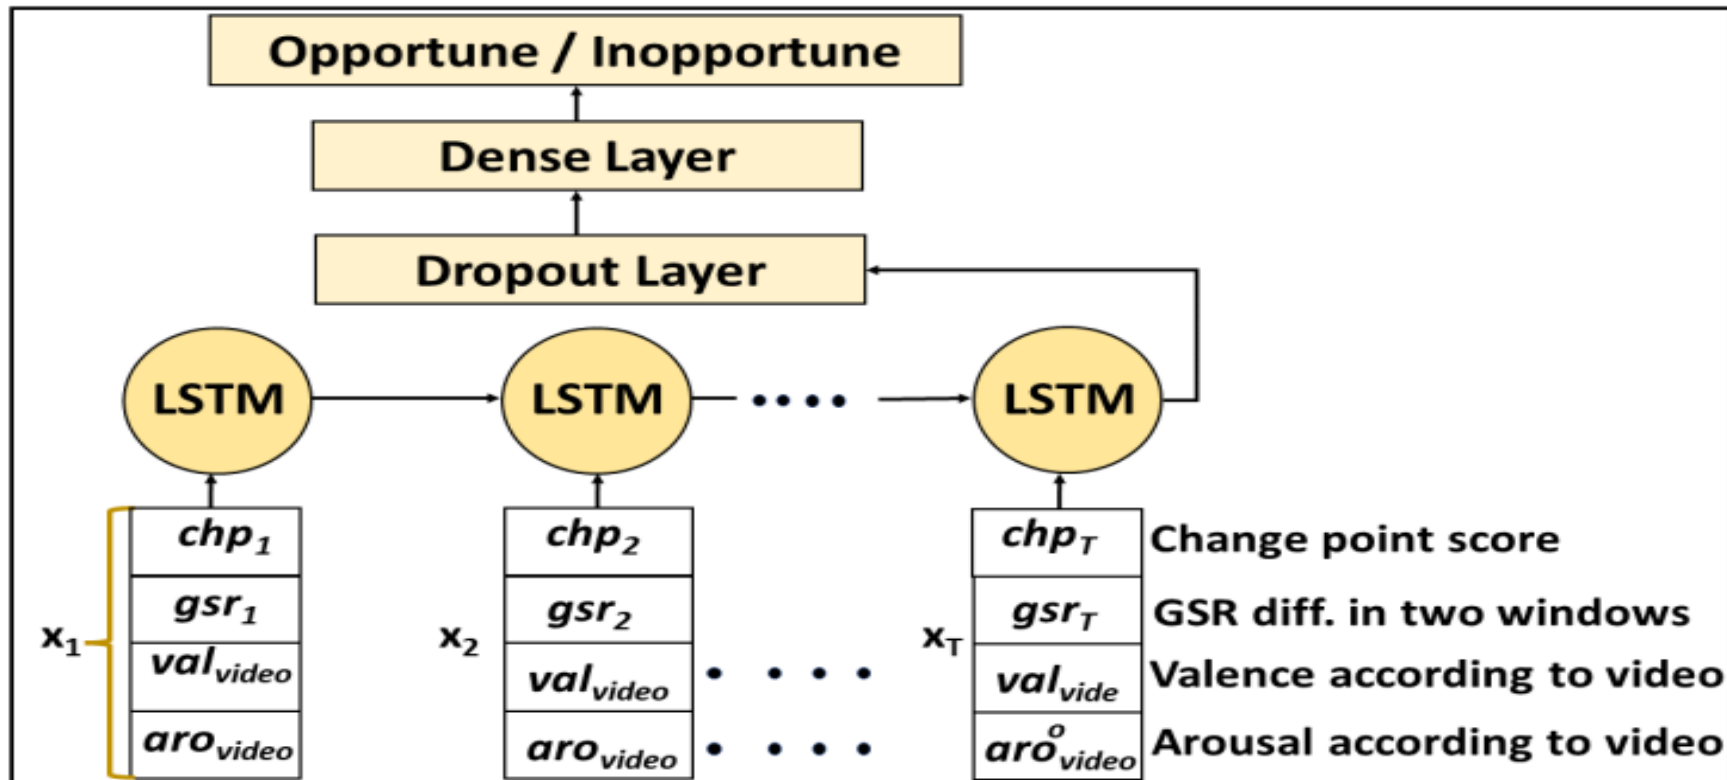 Opportune / Inopportune
Dense Layer
Dropout Layer
LSTM LSTM •••• LSTM
chp1 chp2 chpT Change point score
gsr1 gsr2 gsrT GSR diff. in two windows
x1 x2 xT
valvideo valvideo • • • • valvide Valence according to video
o
arovideo arovideo • • • • arovideo Arousal according to video